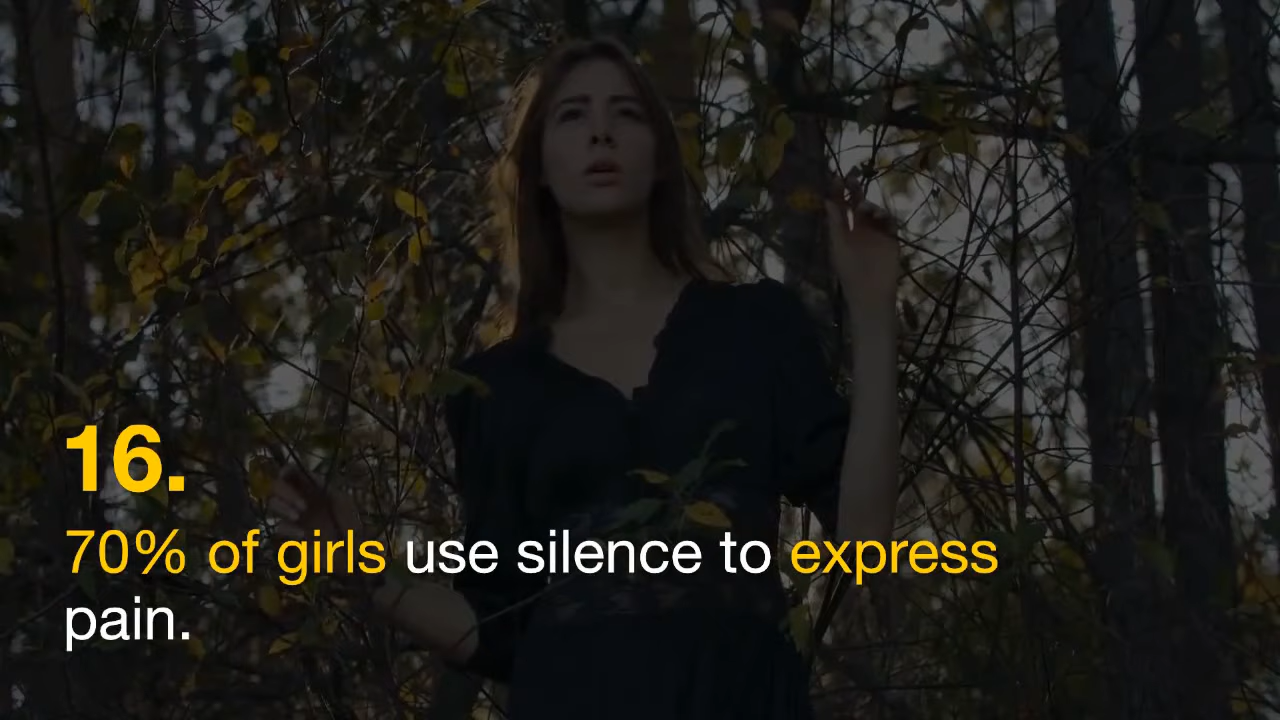 16.
70% of girls use silence to express
pain.